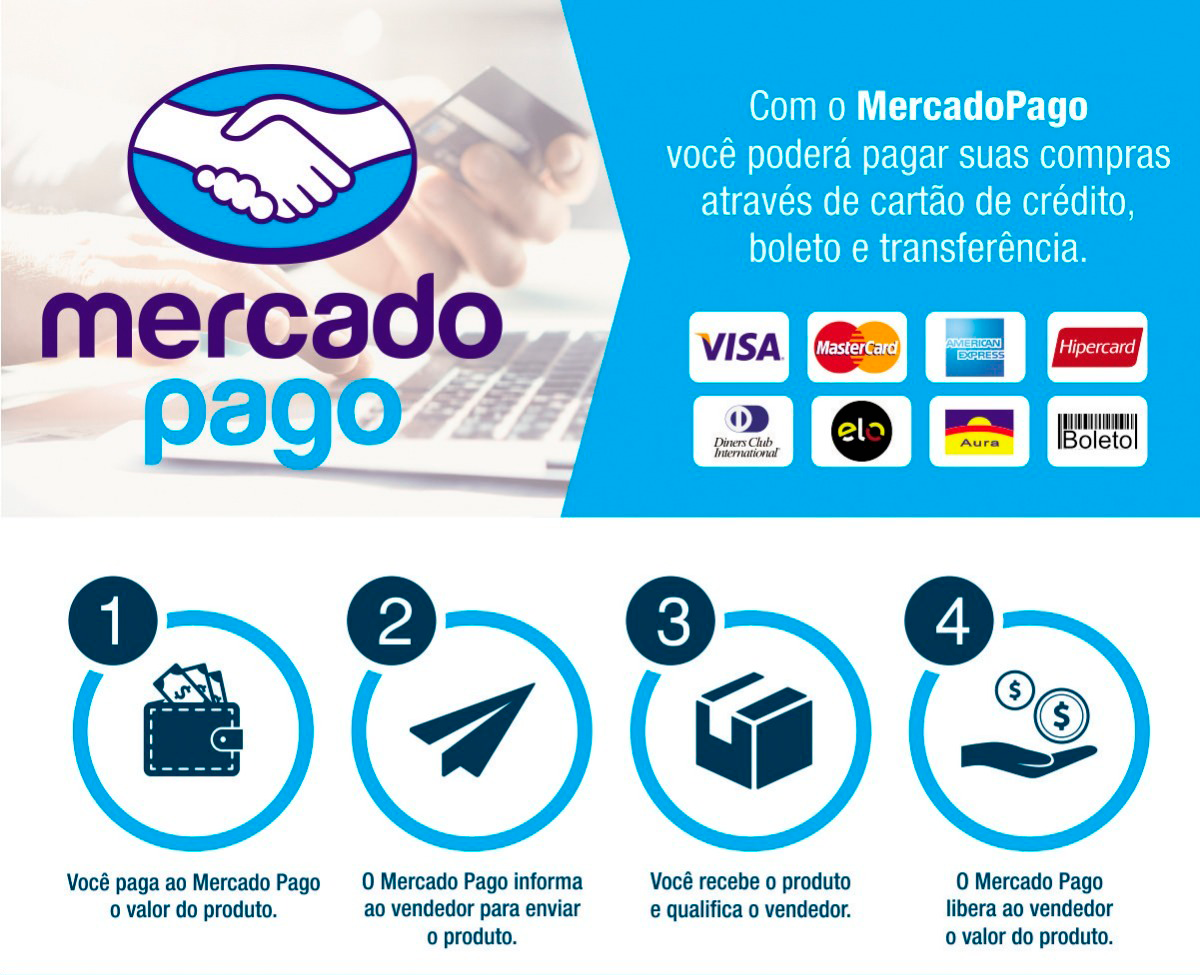 mercado
pago
Com o MercadoPago
você poderá pagar suas compras
através de cartão de crédito,
boleto e transferência.
VISA
MasterCard
AMERICAN
EXPRESS
Hipercard
Diners Club
International
elo
Aura
Boleto
1
2
3
4
$
$
Você paga ao Mercado Pago
o valor do produto.
O Mercado Pago informa
ao vendedor para enviar
o produto.
Você recebe o produto
e qualifica o vendedor.
O Mercado Pago
libera ao vendedor
o valor do produto.